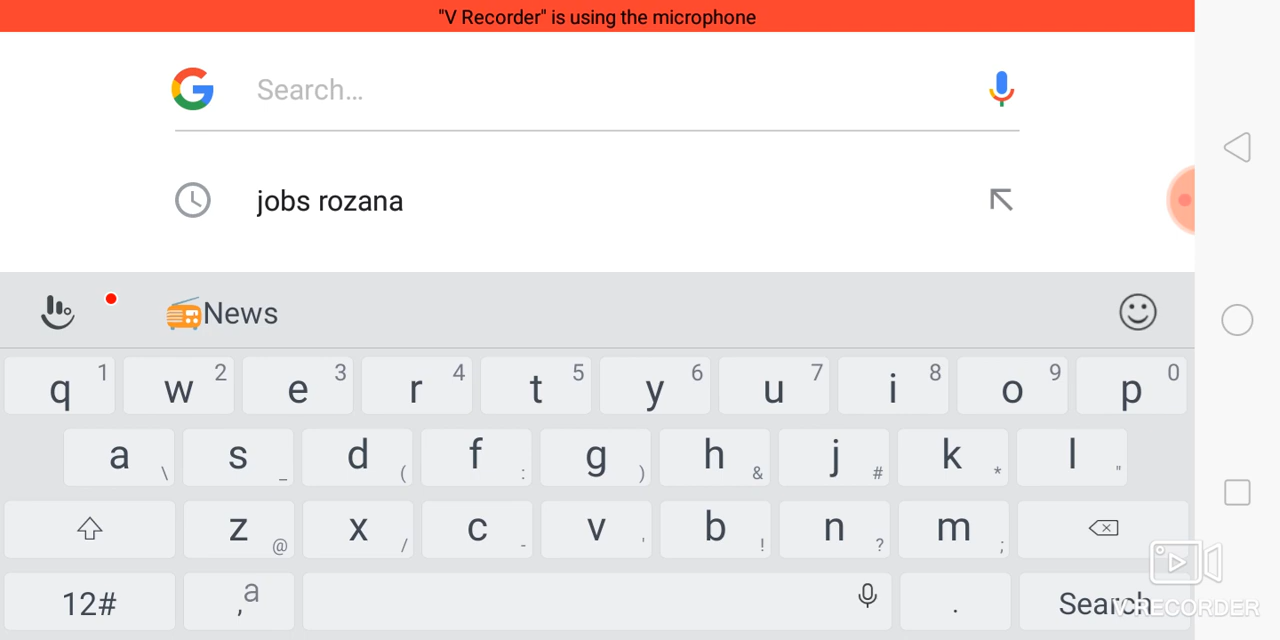 "V Recorder" is using the microphone
Search...
jobs rozana
News
q 1 w 2 e 3 r 4 t 5 y 6 u 7 i 8 o 9 p 0
a \ s _ d ( f : g ) h & j # k * l "
z @ x / c - v ' b ! n ? m ;
12# , a . Search
V RECORDER